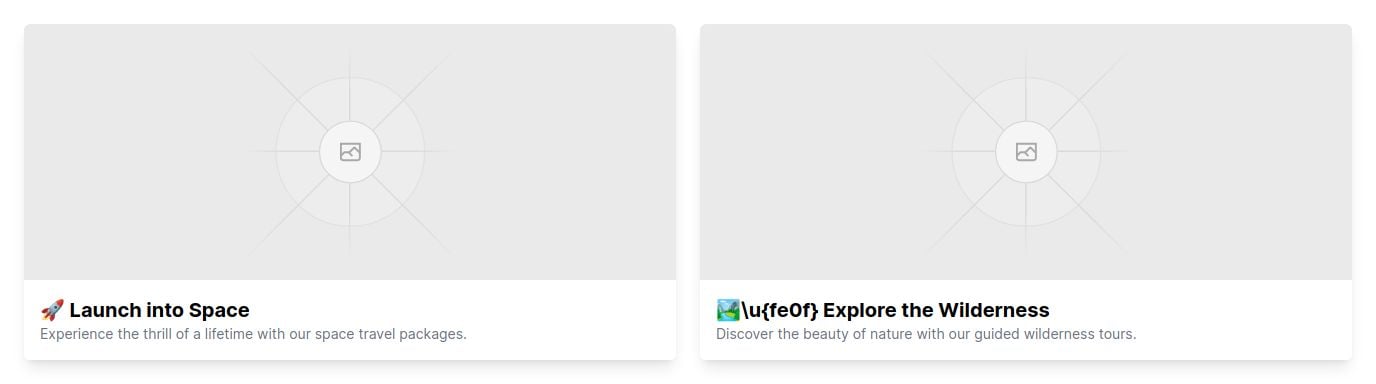 🚀 Launch into Space
Experience the thrill of a lifetime with our space travel packages.
🏞\u{fe0f} Explore the Wilderness
Discover the beauty of nature with our guided wilderness tours.